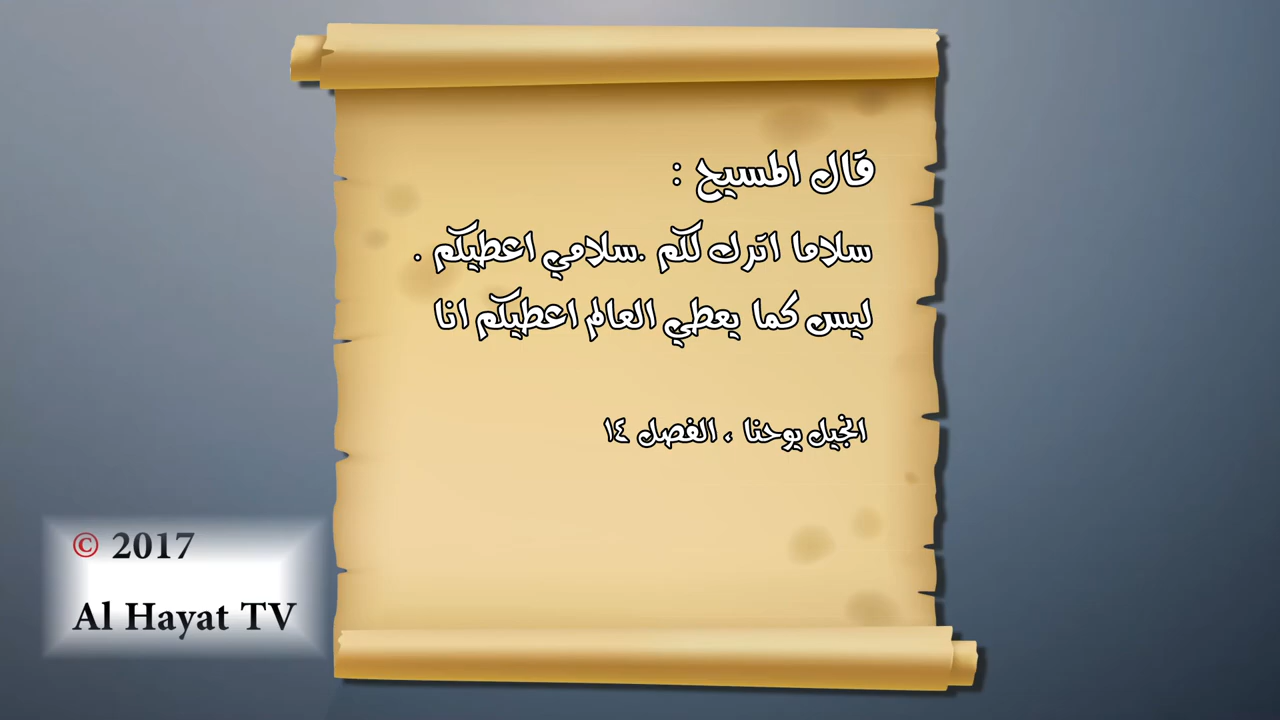 قال المسيح :
سلاما اترك لكم .سلامي اعطيكم .
ليس كما يعطي العالم اعطيكم انا
انجيل يوحنا ، الفصل ١٤
© 2017
Al Hayat TV